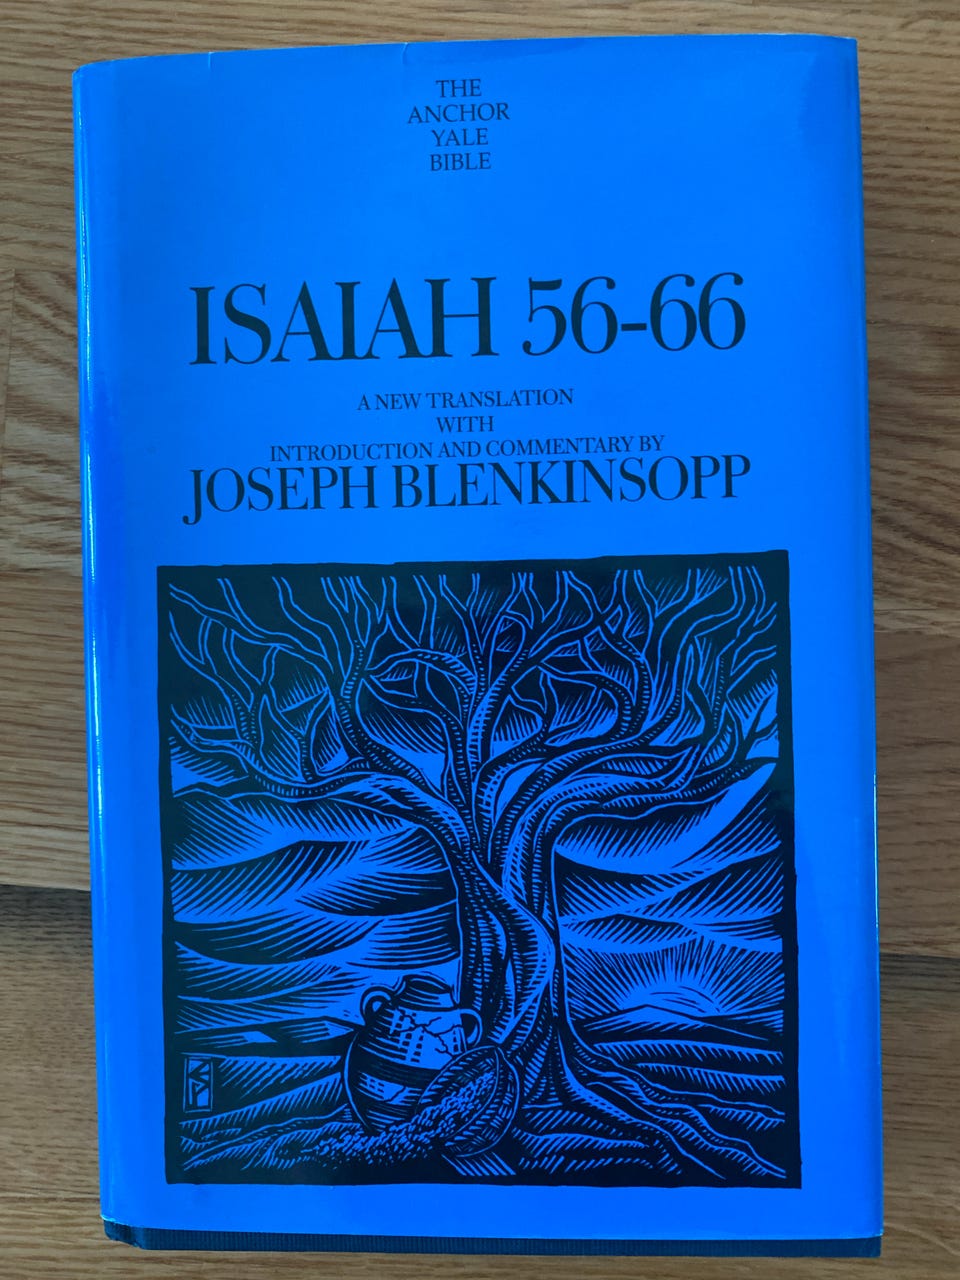 THE
ANCHOR
YALE
BIBLE
ISAIAH 56-66
A NEW TRANSLATION
WITH
INTRODUCTION AND COMMENTARY BY
JOSEPH BLENKINSOPP